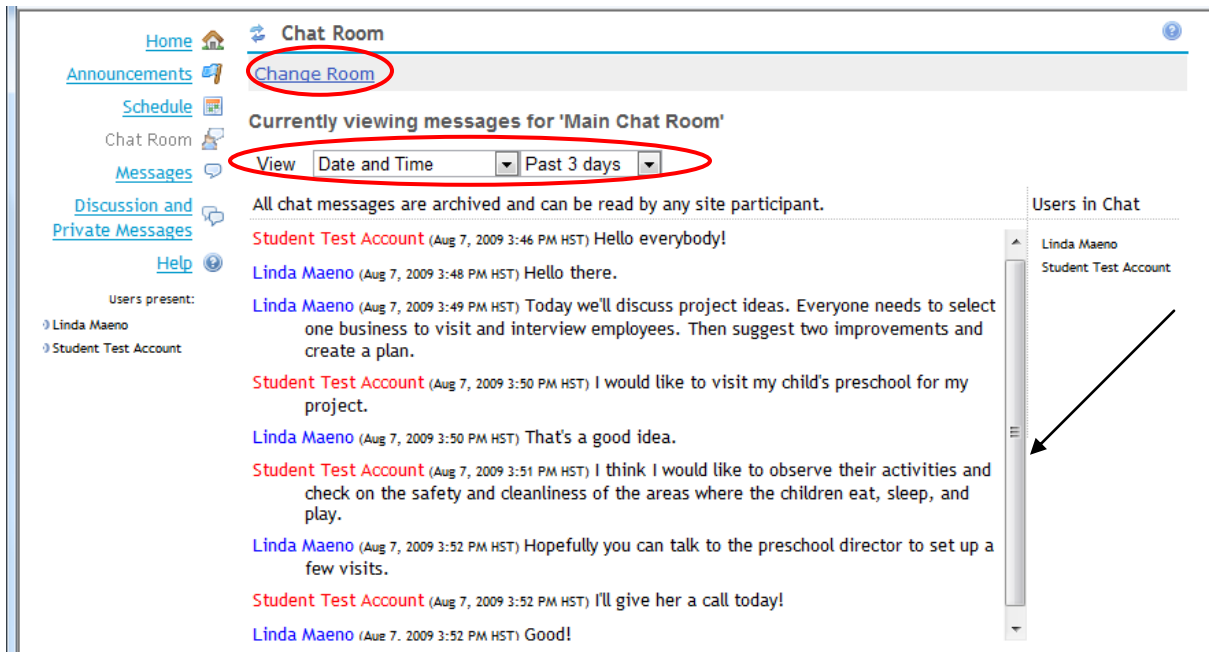 Home
Announcements
Schedule
Chat Room
Messages
Discussion and
Private Messages
Help
Users present:
Linda Maeno
Student Test Account
Chat Room
Change Room
Currently viewing messages for 'Main Chat Room'
View Date and Time Past 3 days
All chat messages are archived and can be read by any site participant.
Student Test Account (Aug 7, 2009 3:46 PM HST) Hello everybody!
Linda Maeno (Aug 7, 2009 3:48 PM HST) Hello there.
Linda Maeno (Aug 7, 2009 3:49 PM HST) Today we'll discuss project ideas. Everyone needs to select
one business to visit and interview employees. Then suggest two improvements and
create a plan.
Student Test Account (Aug 7, 2009 3:50 PM HST) I would like to visit my child's preschool for my
project.
Linda Maeno (Aug 7, 2009 3:50 PM HST) That's a good idea.
Student Test Account (Aug 7, 2009 3:51 PM HST) I think I would like to observe their activities and
check on the safety and cleanliness of the areas where the children eat, sleep, and
play.
Linda Maeno (Aug 7, 2009 3:52 PM HST) Hopefully you can talk to the preschool director to set up a
few visits.
Student Test Account (Aug 7, 2009 3:52 PM HST) I'll give her a call today!
Linda Maeno (Aug 7, 2009 3:52 PM HST) Good!
Users in Chat
Linda Maeno
Student Test Account